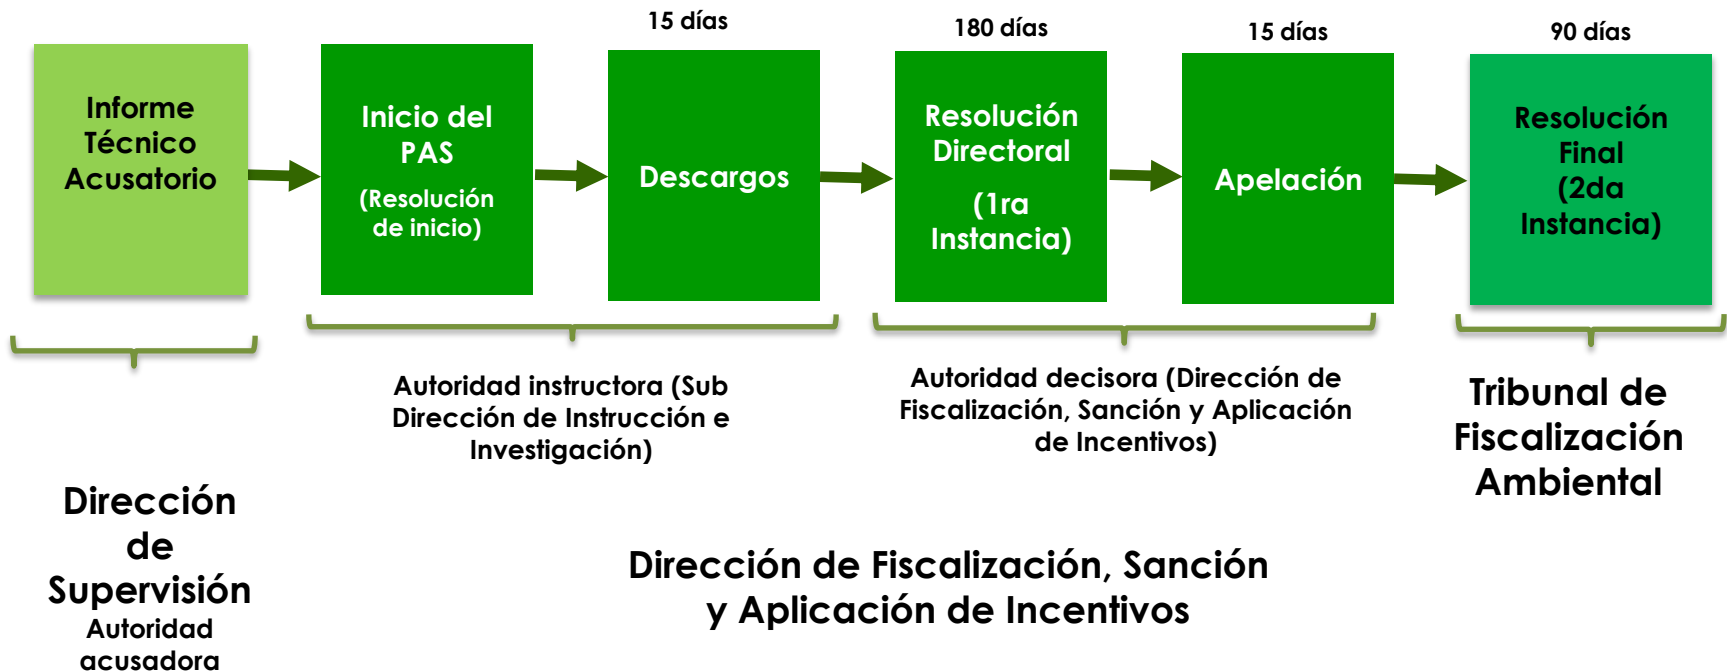 15 días
180 días
15 días
90 días
Informe
Técnico
Acusatorio
Inicio del
PAS
(Resolución
de inicio)
Descargos
Resolución
Directoral
(1ra
Instancia)
Apelación
Resolución
Final
(2da
Instancia)
Autoridad instructora (Sub
Dirección de Instrucción e
Investigación)
Autoridad decisora (Dirección de
Fiscalización, Sanción y Aplicación
de Incentivos)
Tribunal de
Fiscalización
Ambiental
Dirección
de
Supervisión
Autoridad
acusadora
Dirección de Fiscalización, Sanción
y Aplicación de Incentivos